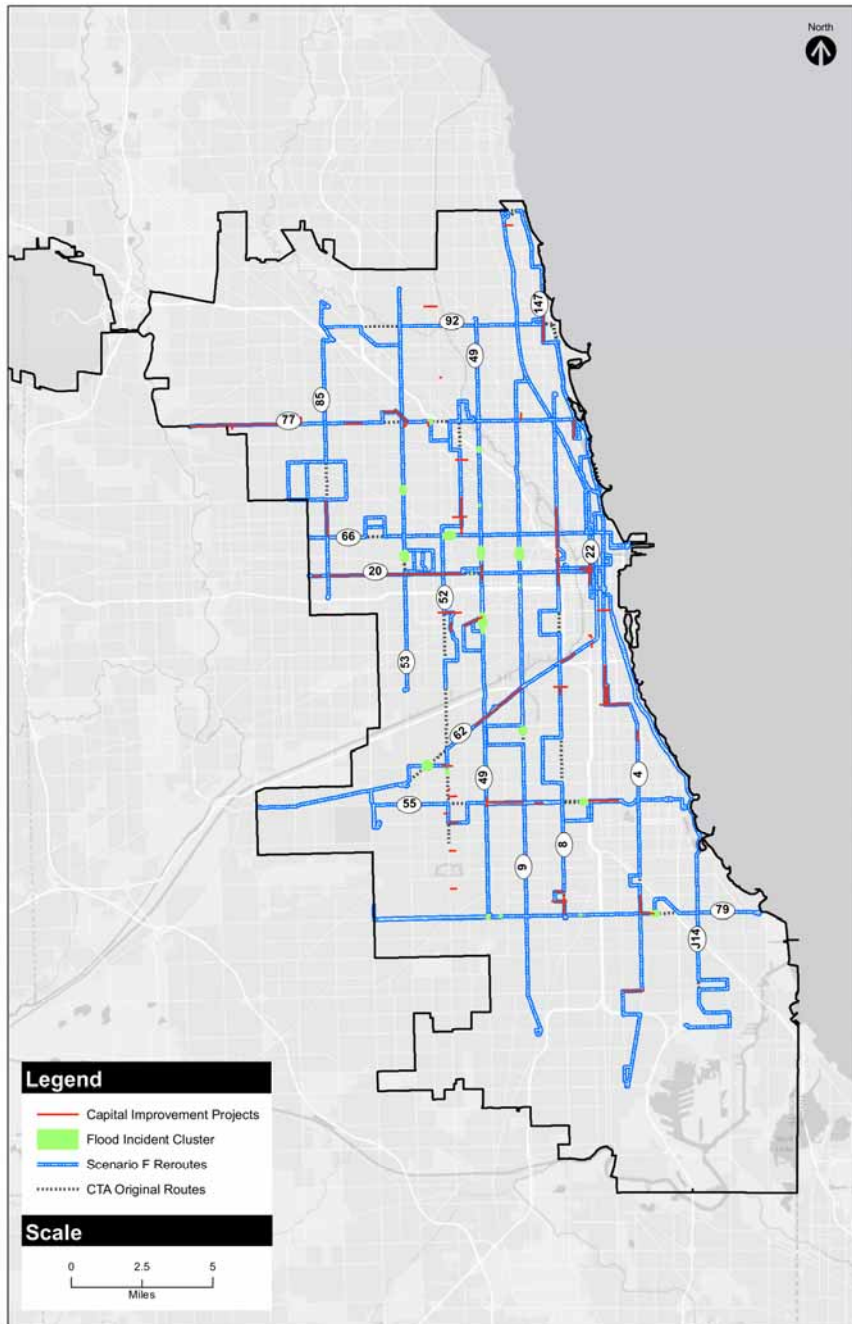 North
147
92
49
85
77
66
22
20
52
53
62
49
4
55
8
9
79
J14
Legend
Capital Improvement Projects
Flood Incident Cluster
Scenario F Reroutes
CTA Original Routes
Scale
0 2.5 5
Miles